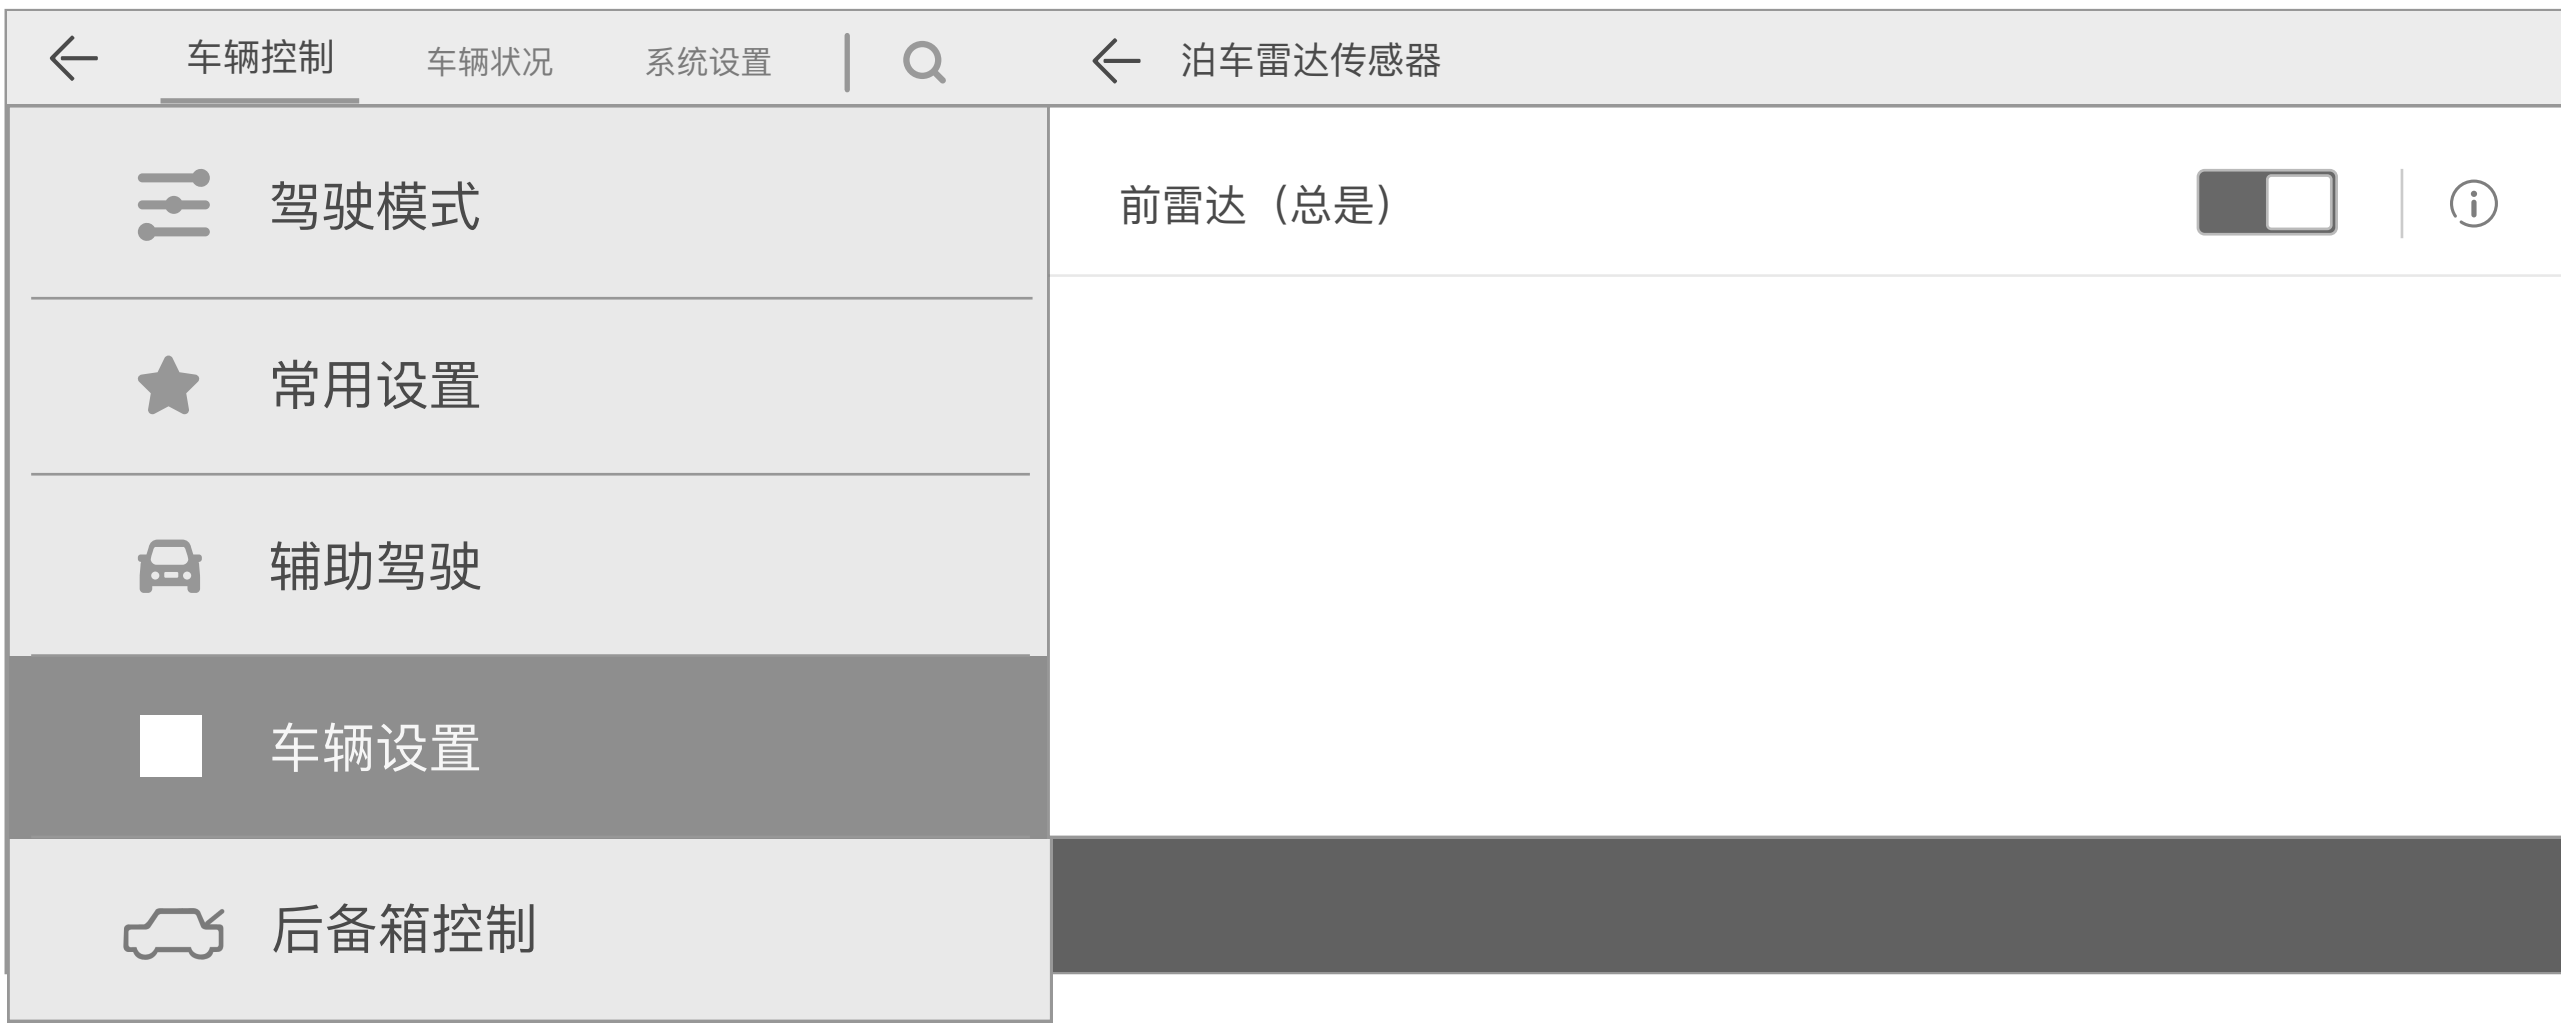 车辆控制 车辆状况 系统设置
泊车雷达传感器
驾驶模式
常用设置
辅助驾驶
车辆设置
后备箱控制
前雷达（总是）